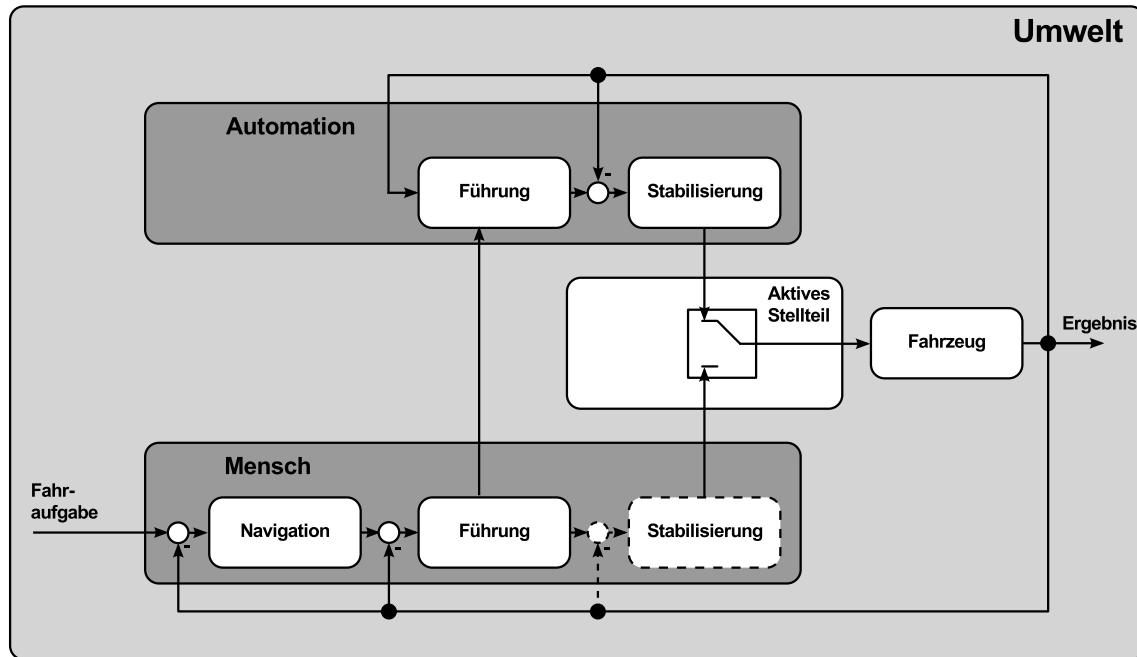 Umwelt
Automation
Führung
-
Stabilisierung
Aktives
Stellteil
Fahrzeug
Ergebnis
Mensch
Fahr-
aufgabe
-
Navigation
-
Führung
-
Stabilisierung